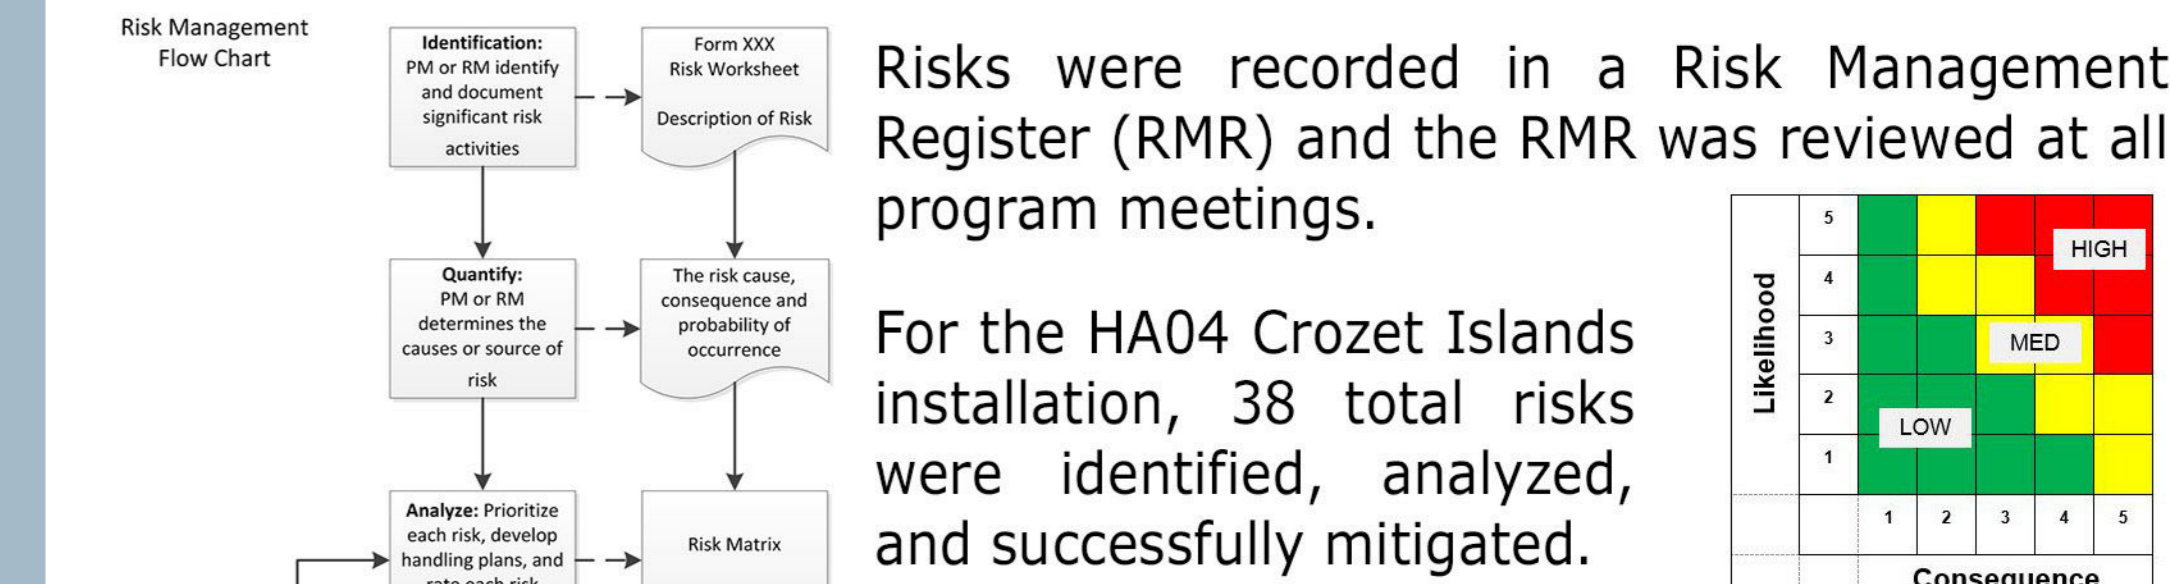 Risk Management
Flow Chart
Identification:
PM or RM identify
and document
significant risk
activities
Form XXX
Risk Worksheet
Description of Risk
Quantify:
PM or RM
determines the
causes or source of
risk
The risk cause,
consequence and
probability of
occurrence
Analyze: Prioritize
each risk, develop
handling plans, and
rate each risk
Risk Matrix
Risks were recorded in a Risk Management
Register (RMR) and the RMR was reviewed at all
program meetings.
For the HA04 Crozet Islands
installation, 38 total risks
were identified, analyzed,
and successfully mitigated.
Likelihood
5
HIGH
4
3
MED
2
LOW
1
1 2 3 4 5
Consequence